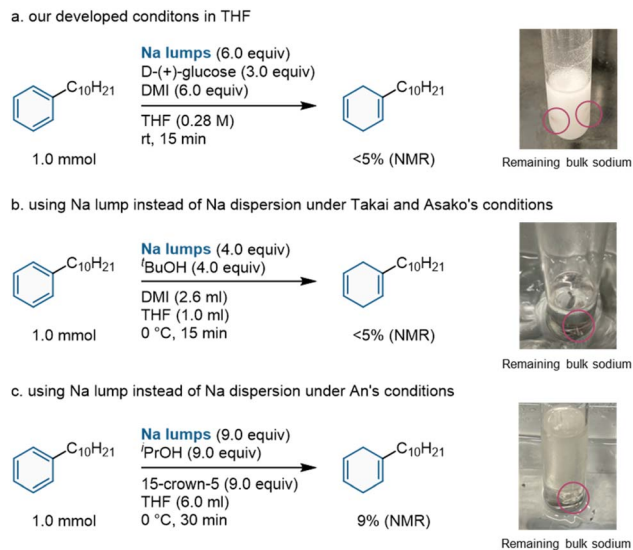 a. our developed conditons in THF
Na lumps (6.0 equiv)
D-(+)-glucose (3.0 equiv)
DMI (6.0 equiv)
THF (0.28 M)
rt, 15 min
C10H21
1.0 mmol
C10H21
<5% (NMR)
Remaining bulk sodium
b. using Na lump instead of Na dispersion under Takai and Asako's conditions
Na lumps (4.0 equiv)
tBuOH (4.0 equiv)
DMI (2.6 ml)
THF (1.0 ml)
0 °C, 15 min
C10H21
1.0 mmol
C10H21
<5% (NMR)
Remaining bulk sodium
c. using Na lump instead of Na dispersion under An's conditions
Na lumps (9.0 equiv)
iPrOH (9.0 equiv)
15-crown-5 (9.0 equiv)
THF (6.0 ml)
0 °C, 30 min
C10H21
1.0 mmol
C10H21
9% (NMR)
Remaining bulk sodium